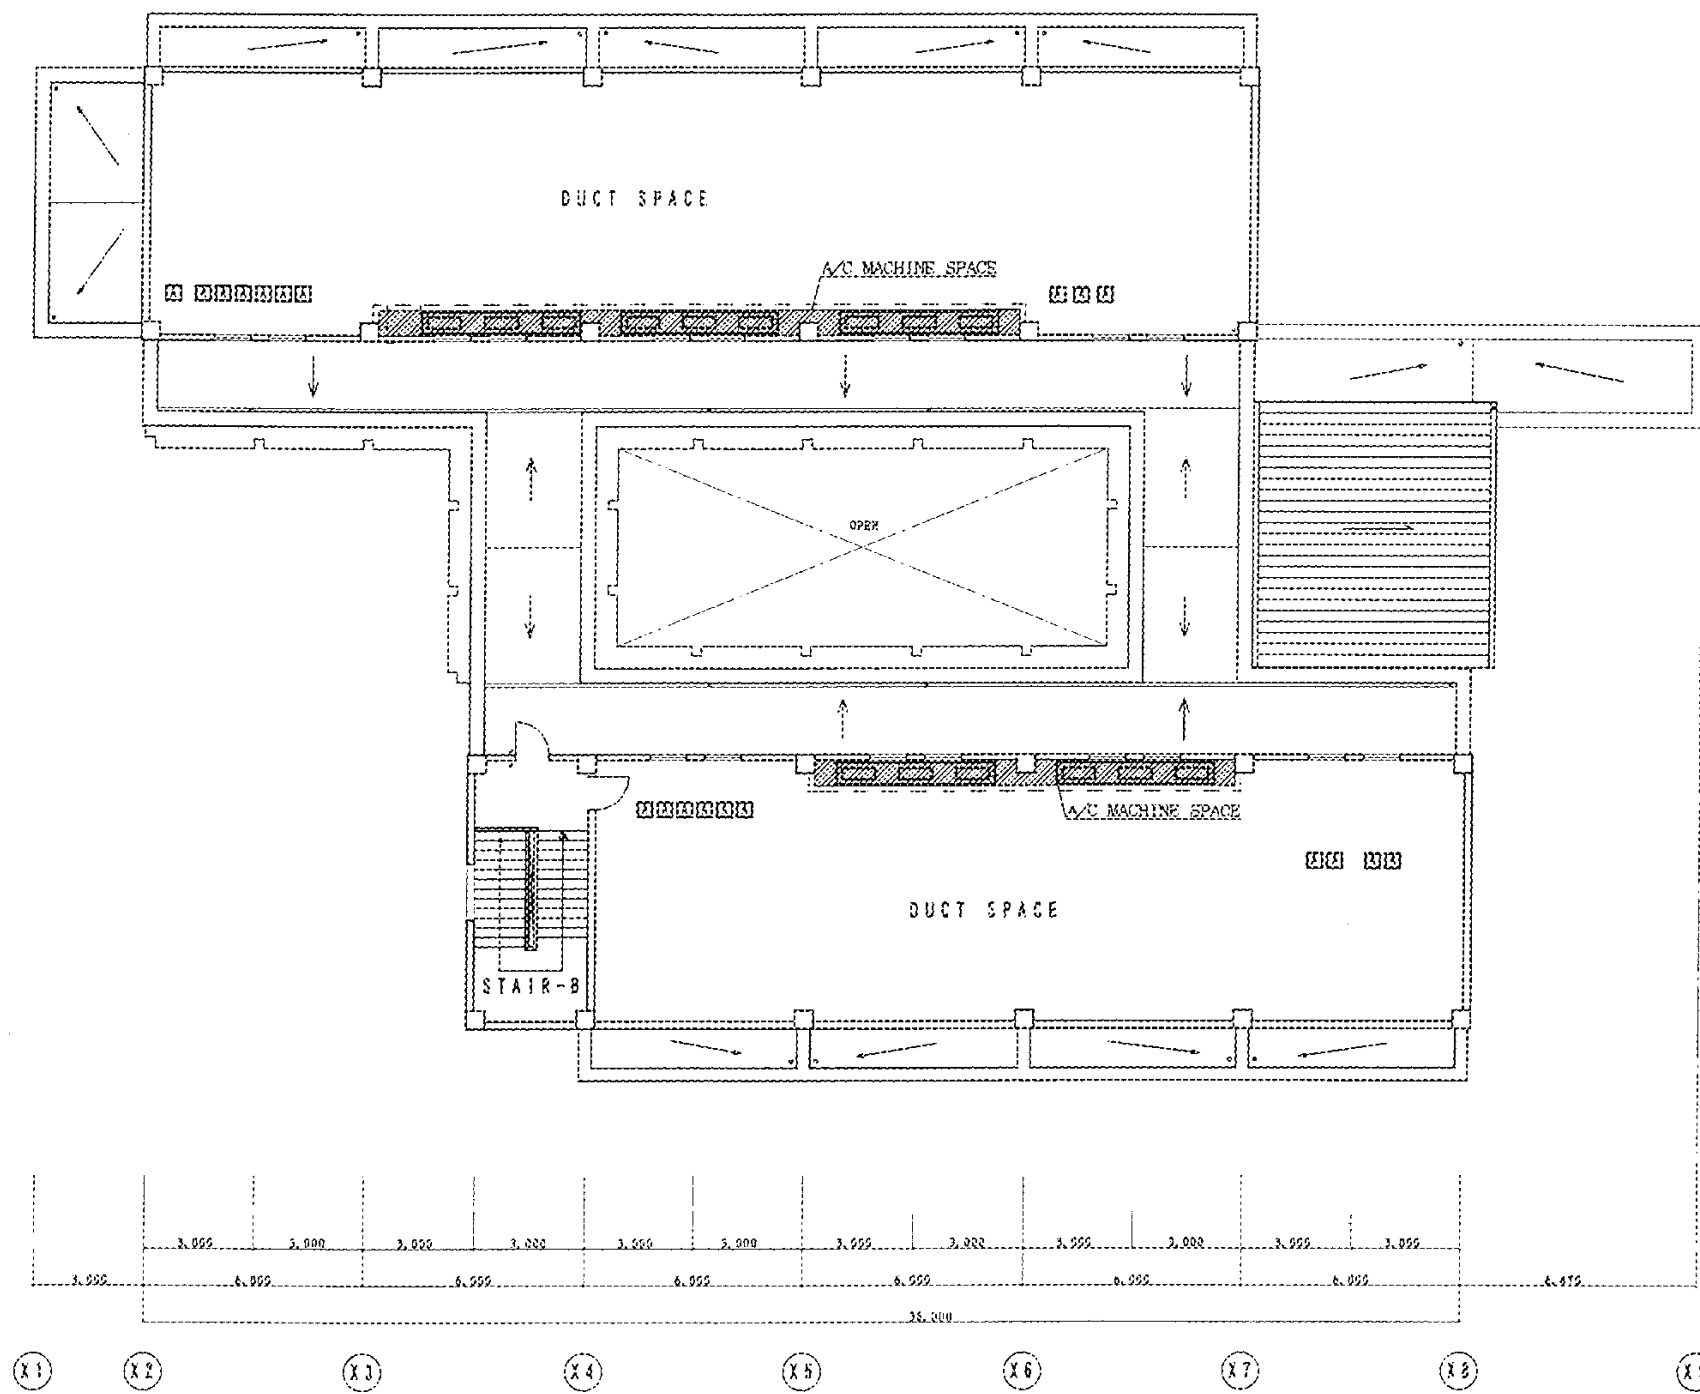 DUCT SPACE
A/C MACHINE SPACE
OPEN
A/C MACHINE SPACE
DUCT SPACE
STAIR-B
3,000 3,000 3,000 3,000 3,000 3,000 3,000 3,000 3,000 3,000 3,000 3,000
3,000 6,000 6,000 6,000 6,000 6,000 6,000
X1 X2 X3 X4 X5 X6 X7 X8